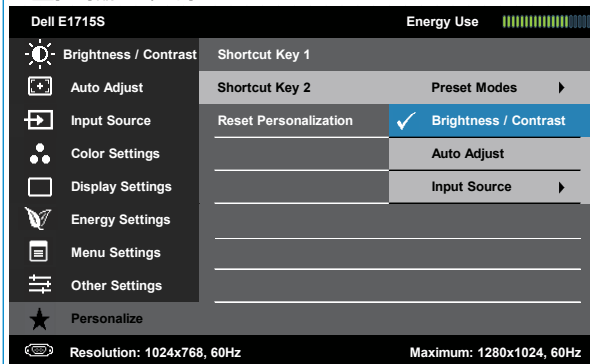 Dell E1715S Energy Use
Brightness / Contrast Shortcut Key 1
Auto Adjust Shortcut Key 2 Preset Modes
Input Source Reset Personalization Brightness / Contrast
Color Settings Auto Adjust
Display Settings Input Source
Energy Settings
Menu Settings
Other Settings
Personalize
Resolution: 1024x768, 60Hz Maximum: 1280x1024, 60Hz